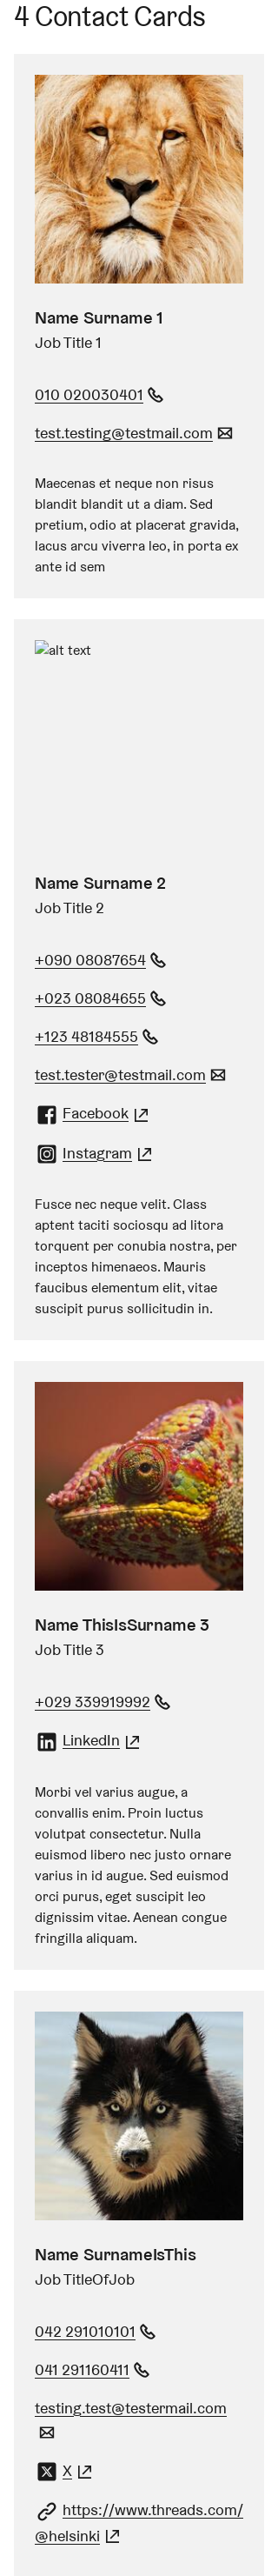 4 Contact Cards
Name Surname 1
Job Title 1
010 020030401
test.testing@testmail.com
Maecenas et neque non risus
blandit blandit ut a diam. Sed
pretium, odio at placerat gravida,
lacus arcu viverra leo, in porta ex
ante id sem
alt text
Name Surname 2
Job Title 2
+090 08087654
+023 08084655
+123 48184555
test.tester@testmail.com
Facebook
Instagram
Fusce nec neque velit. Class
aptent taciti sociosqu ad litora
torquent per conubia nostra, per
inceptos himenaeos. Mauris
faucibus elementum elit, vitae
suscipit purus sollicitudin in.
Name ThisIsSurname 3
Job Title 3
+029 339919992
LinkedIn
Morbi vel varius augue, a
convallis enim. Proin luctus
volutpat consectetur. Nulla
euismod libero nec justo ornare
varius in id augue. Sed euismod
orci purus, eget suscipit leo
dignissim vitae. Aenean congue
fringilla aliquam.
Name SurnameIsThis
Job TitleOfJob
042 291010101
041 291160411
testing.test@testermail.com
X
https://www.threads.com/
@helsinki